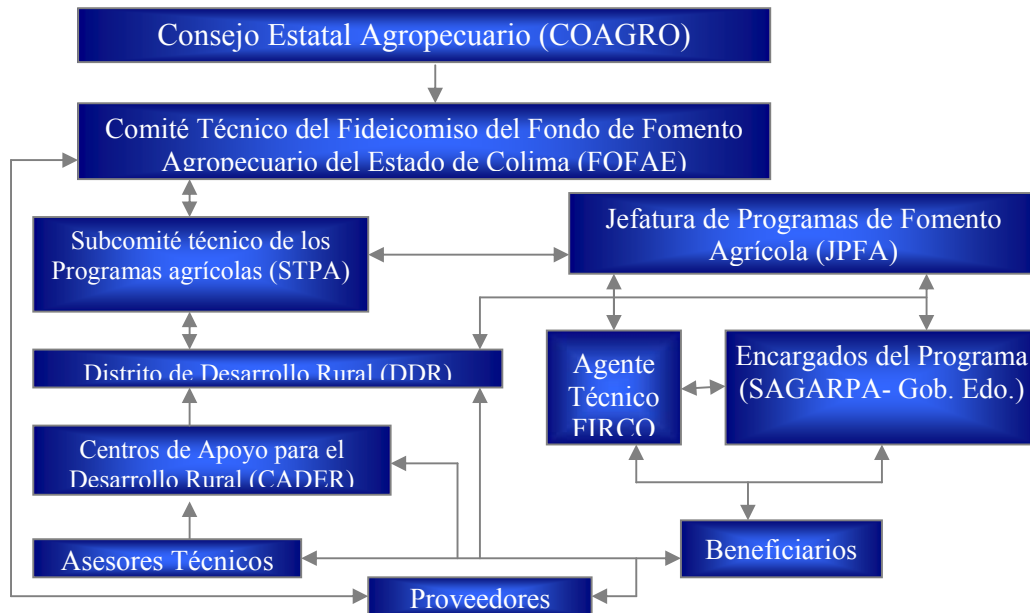 Consejo Estatal Agropecuario (COAGRO)
Comité Técnico del Fideicomiso del Fondo de Fomento
Agropecuario del Estado de Colima (FOFAE)
Subcomité técnico de los
Programas agrícolas (STPA)
Jefatura de Programas de Fomento
Agrícola (JPFA)
Distrito de Desarrollo Rural (DDR)
Agente
Técnico
FIRCO
Encargados del Programa
(SAGARPA- Gob. Edo.)
Centros de Apoyo para el
Desarrollo Rural (CADER)
Asesores Técnicos
Beneficiarios
Proveedores